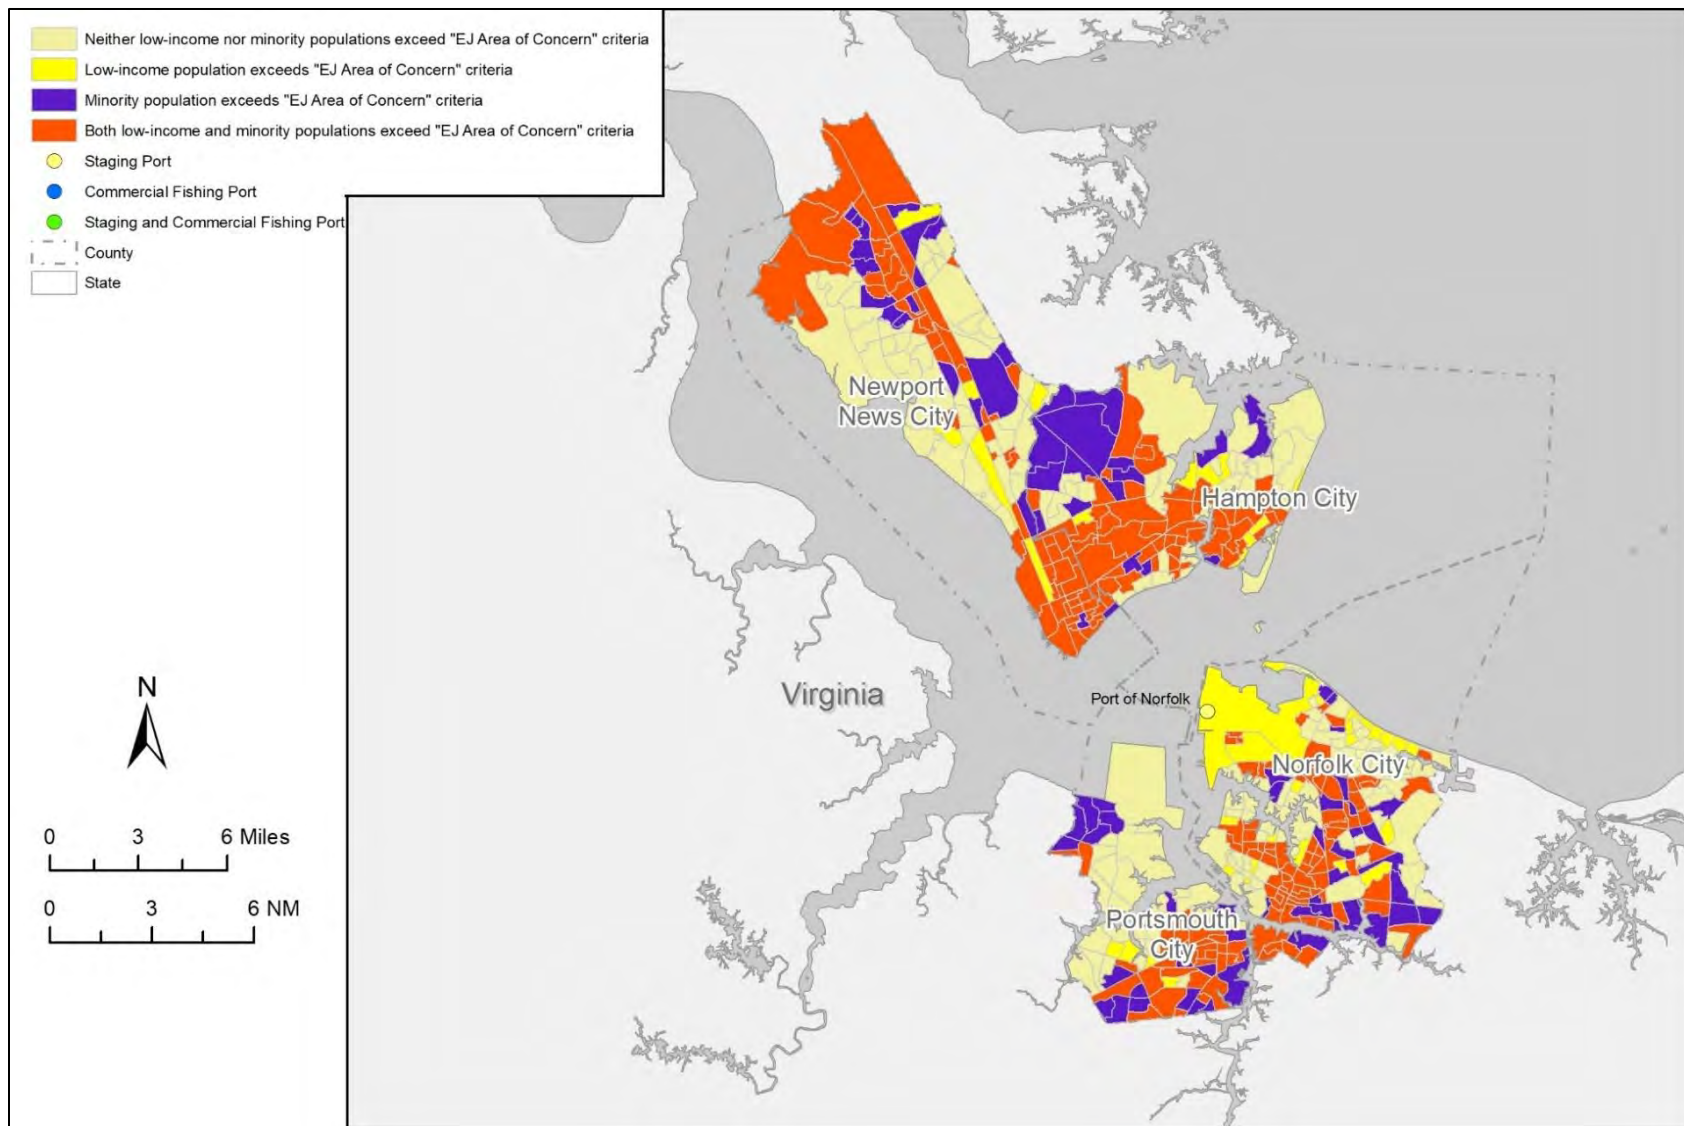 Neither low-income nor minority populations exceed "EJ Area of Concern" criteria
Low-income population exceeds "EJ Area of Concern" criteria
Minority population exceeds "EJ Area of Concern" criteria
Both low-income and minority populations exceed "EJ Area of Concern" criteria
Staging Port
Commercial Fishing Port
Staging and Commercial Fishing Port
County
State
Newport
News City
Hampton City
Virginia
Port of Norfolk
Norfolk City
Portsmouth
City
N
0 3 6 Miles
0 3 6 NM